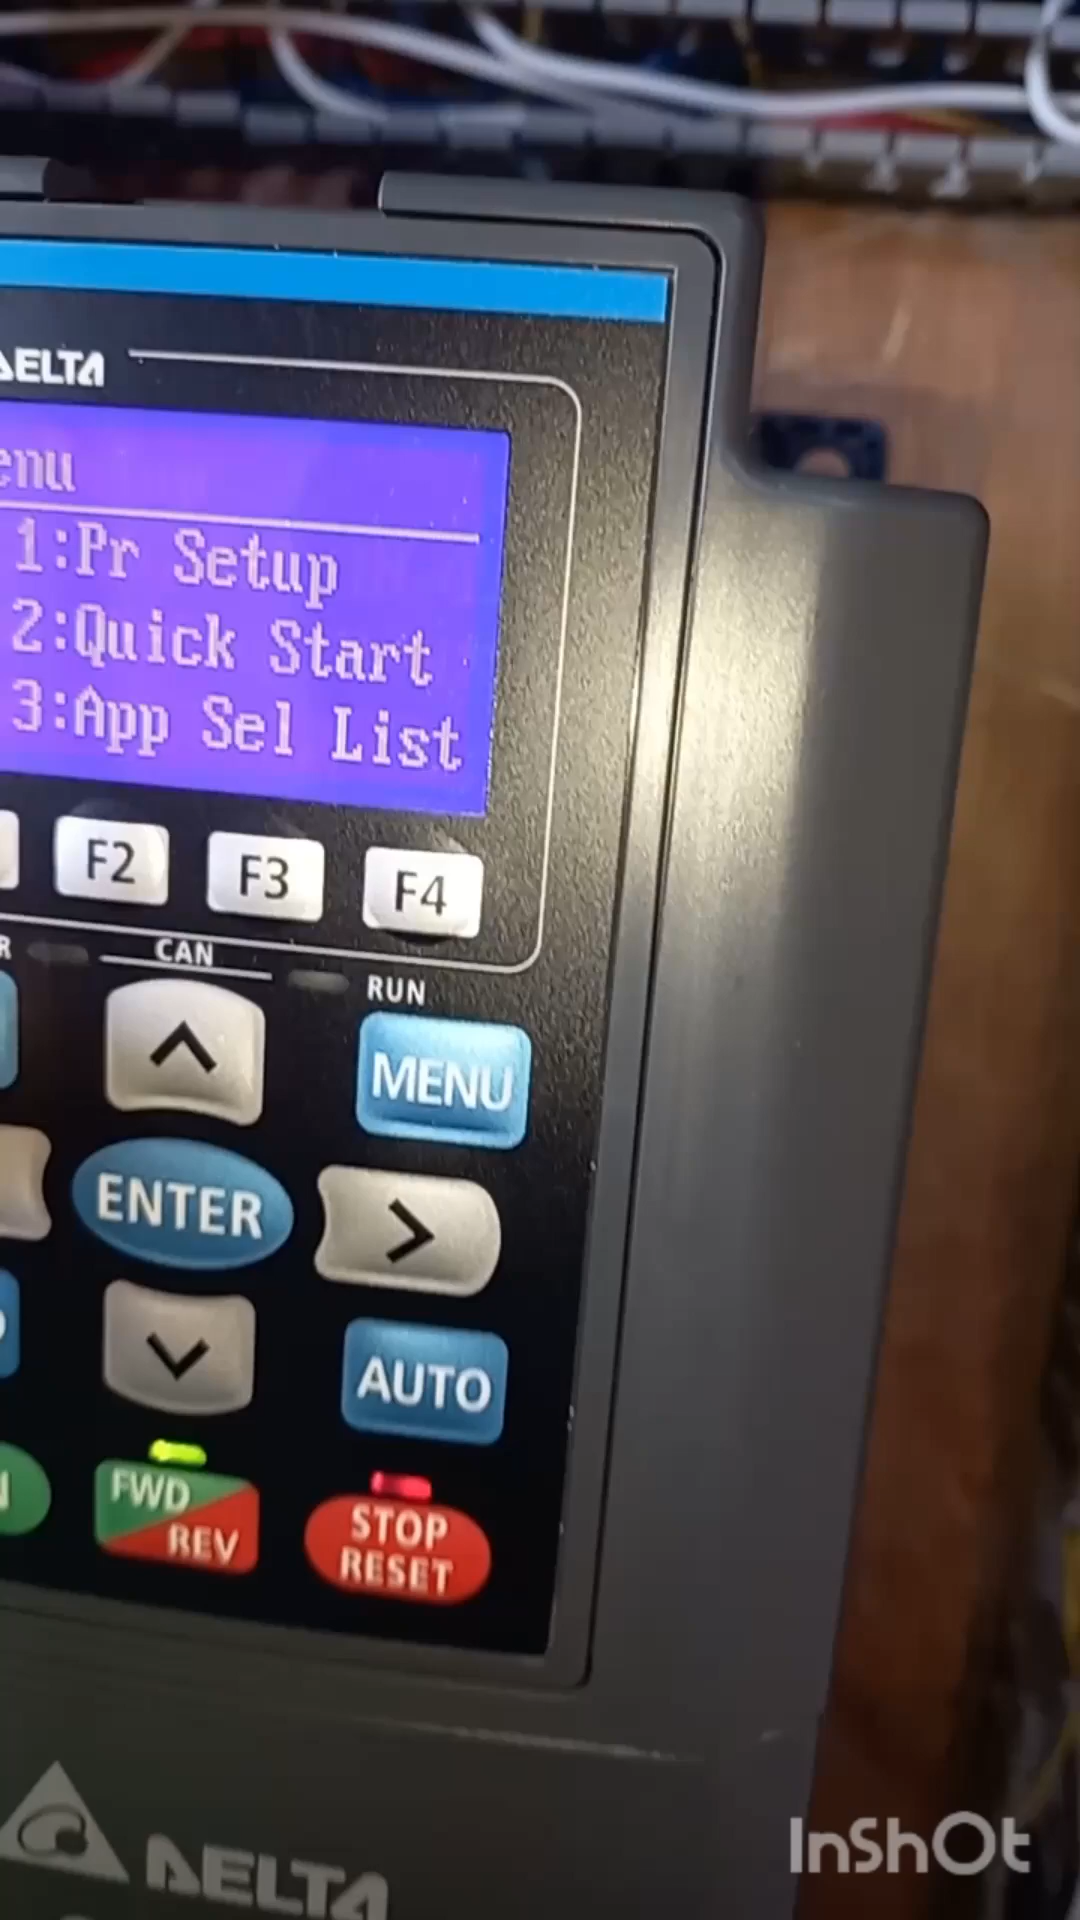 DELTA
enu
1:Pr Setup
2:Quick Start
3:App Sel List
F2 F3 F4
R CAN RUN
MENU
ENTER
AUTO
FWD
REV
STOP
RESET
DELTA
InShOt